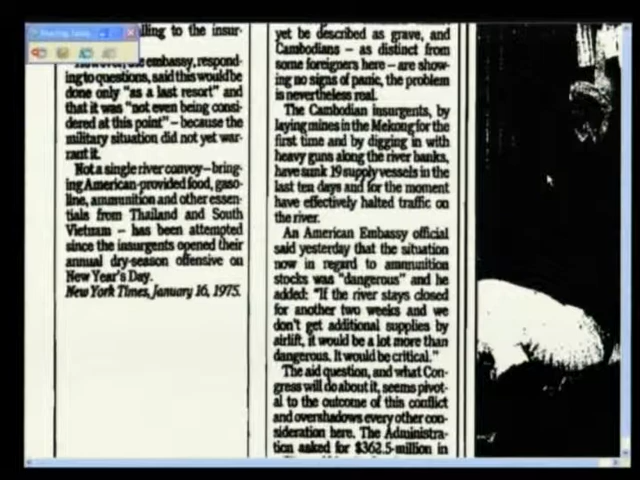 lling to the insur-
However, the embassy, respond-
ing to questions, said this would be
done only "as a last resort" and
that it was "not even being consi-
dered at this point" – because the
military situation did not yet war-
rant it.
Not a single river convoy – bring-
ing American-provided food, gaso-
line, ammunition and other essen-
tials from Thailand and South
Vietnam – has been attempted
since the insurgents opened their
annual dry-season offensive on
New Year's Day.
New York Times, January 16, 1975.
yet be described as grave, and
Cambodians – as distinct from
some foreigners here – are show-
ing no signs of panic, the problem
is nevertheless real.
The Cambodian insurgents, by
laying mines in the Mekong for the
first time and by digging in with
heavy guns along the river banks,
have sunk 19 supply vessels in the
last ten days and for the moment
have effectively halted traffic on
the river.
An American Embassy official
said yesterday that the situation
now in regard to ammunition
stocks was "dangerous" and he
added: "If the river stays closed
for another two weeks and we
don't get additional supplies by
airlift, it would be a lot more than
dangerous. It would be critical."
The aid question, and what Con-
gress will do about it, seems pivot-
al to the outcome of this conflict
and overshadows every other con-
sideration here. The Administra-
tion asked for $362.5-million in